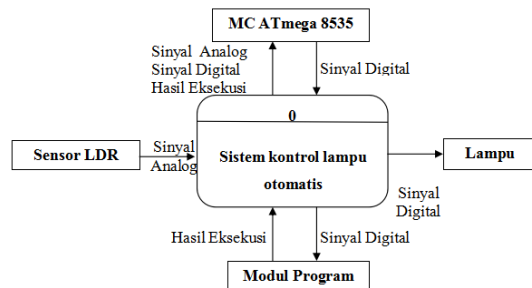 MC ATmega 8535
Sinyal Analog
Sinyal Digital
Hasil Eksekusi
Sinyal Digital
0
Sensor LDR
Sinyal
Analog
Sistem kontrol lampu
otomatis
Lampu
Sinyal
Digital
Hasil Eksekusi
Sinyal Digital
Modul Program